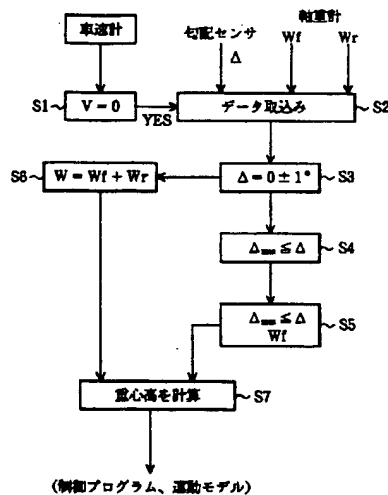 車速計
勾配センサ
Δ
軸重計
Wf
Wr
S1
V=0
YES
データ取込み
S2
S6
W=Wf+Wr
Δ=0±1°
S3
≦Δ
S4
≦Δ
Wf
S5
重心高を計算
S7
(制御プログラム、運動モデル)